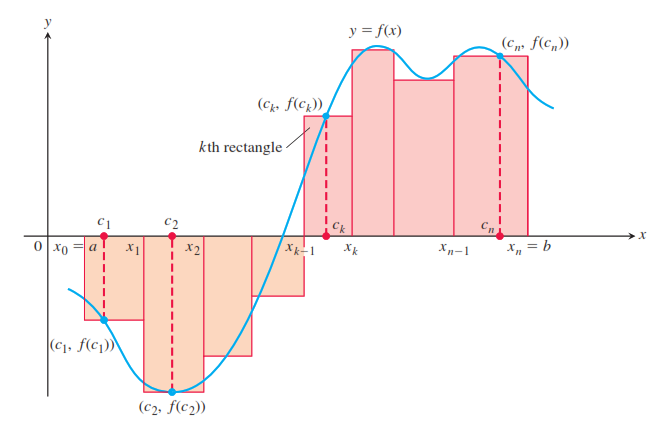 y
y = f(x)
(cₙ, f(cₙ))
(cₖ, f(cₖ))
kth rectangle
c₁
c₂
cₖ
cₙ
x
0
x₀ = a
x₁
x₂
xₖ₋₁
xₖ
xₙ₋₁
xₙ = b
(c₁, f(c₁))
(c₂, f(c₂))